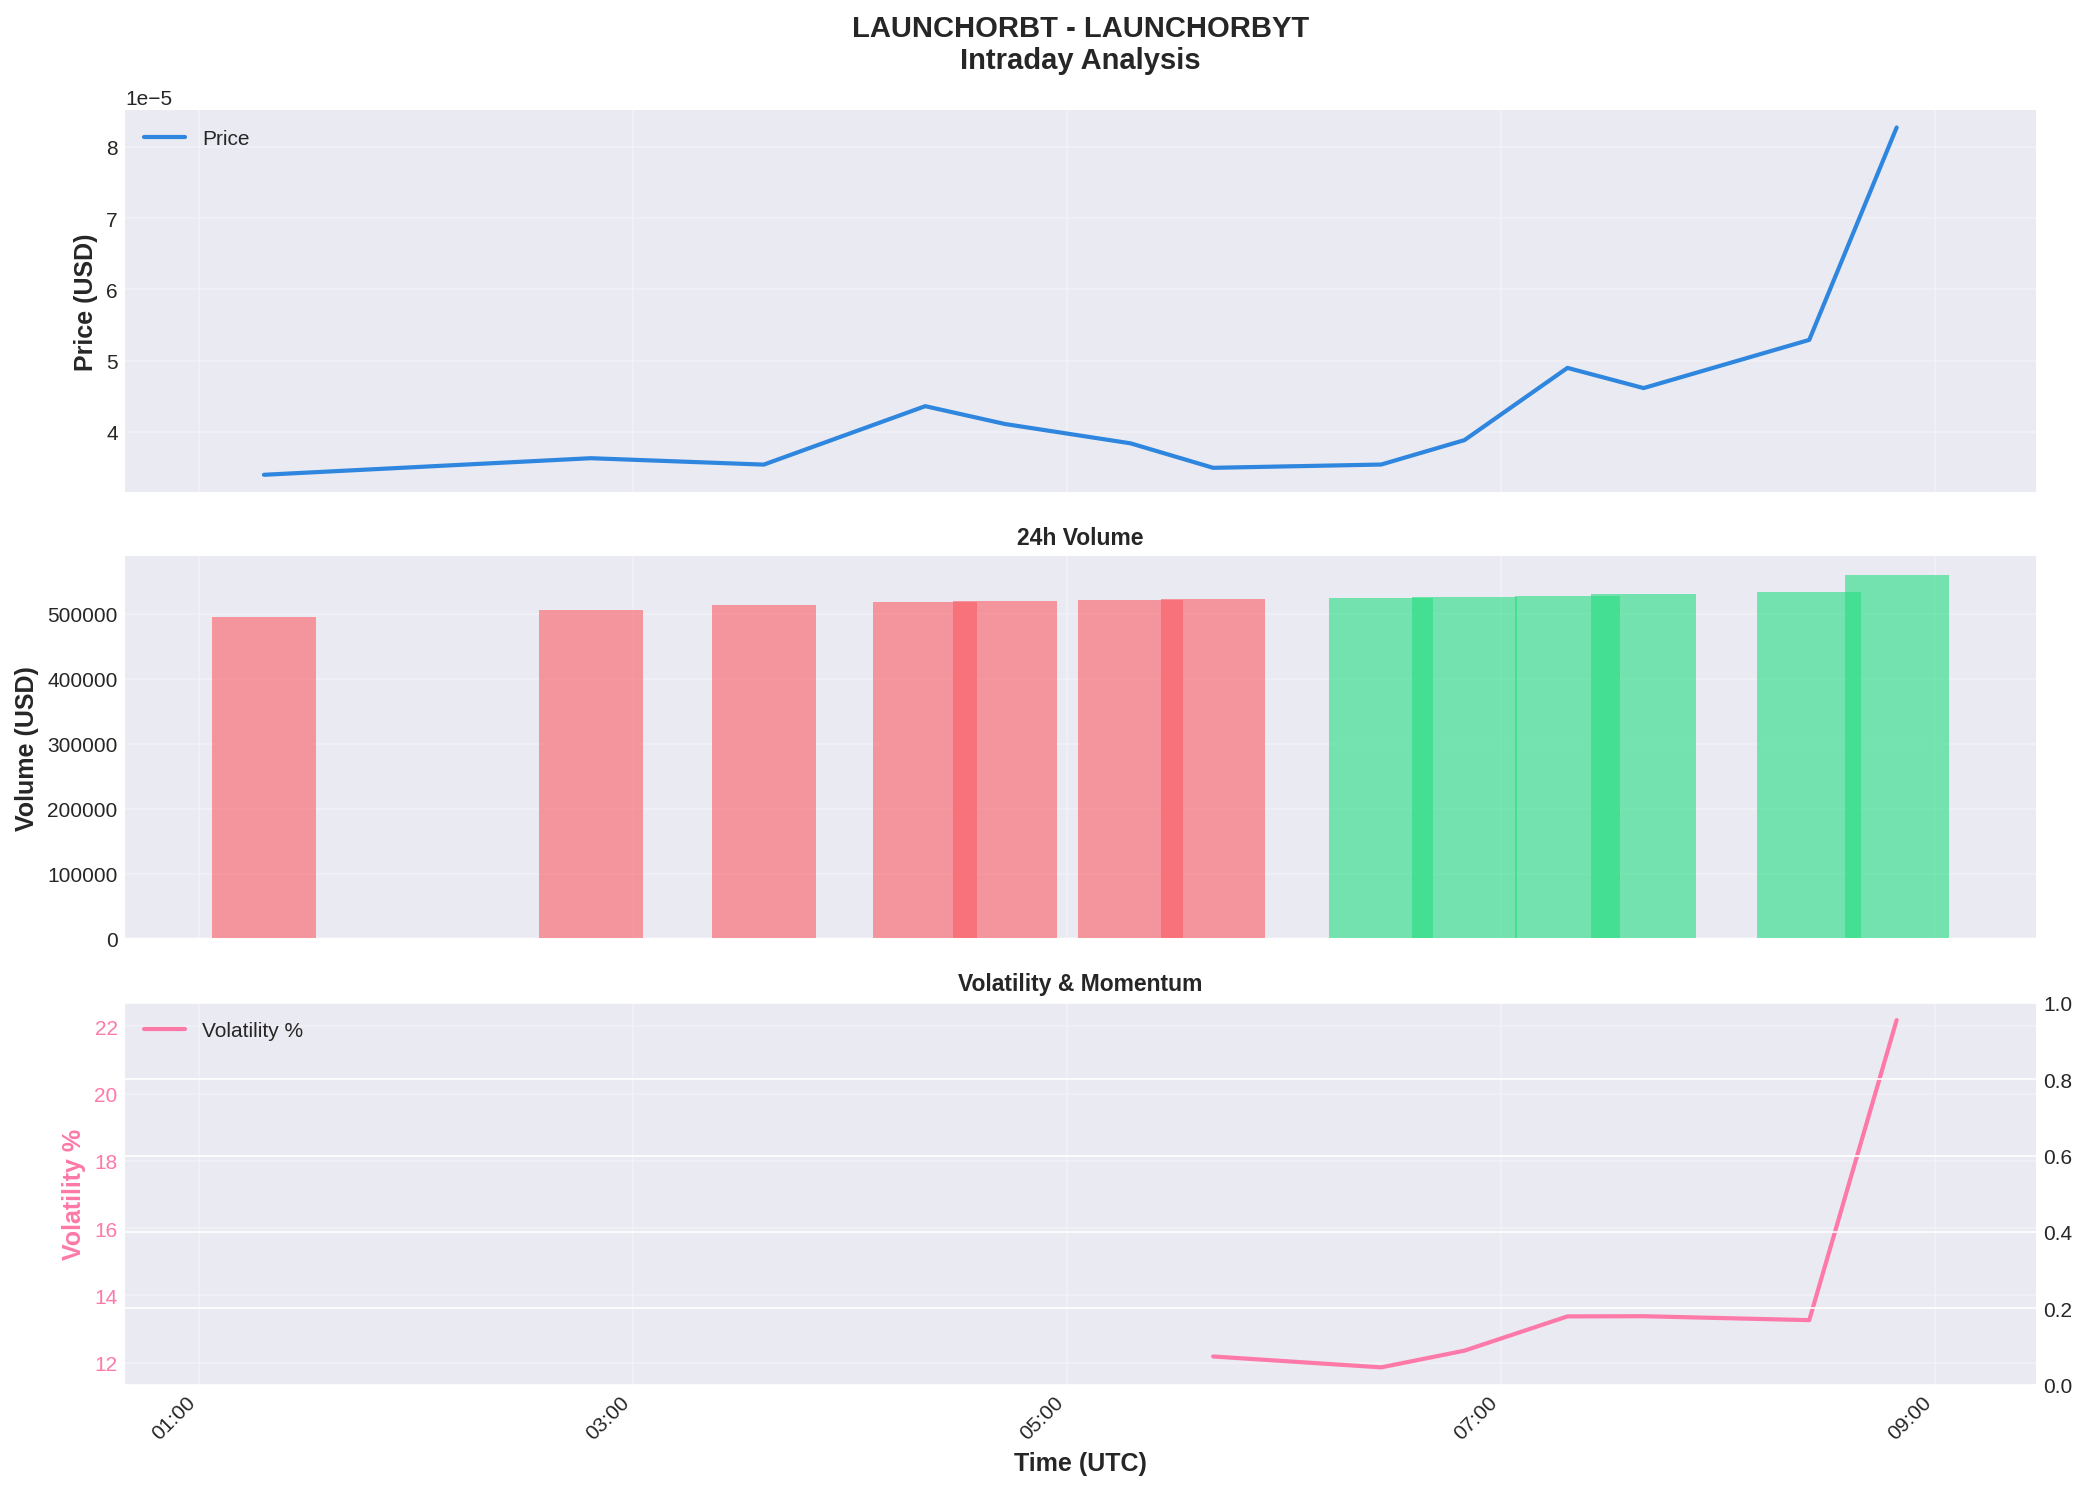 LAUNCHORBT - LAUNCHORBYT
Intraday Analysis
1e−5
Price
8
7
6
5
4
Price (USD)
24h Volume
500000
400000
300000
200000
100000
0
Volume (USD)
Volatility & Momentum
Volatility %
22
20
18
16
14
12
Volatility %
1.0
0.8
0.6
0.4
0.2
0.0
01:00
03:00
05:00
07:00
09:00
Time (UTC)